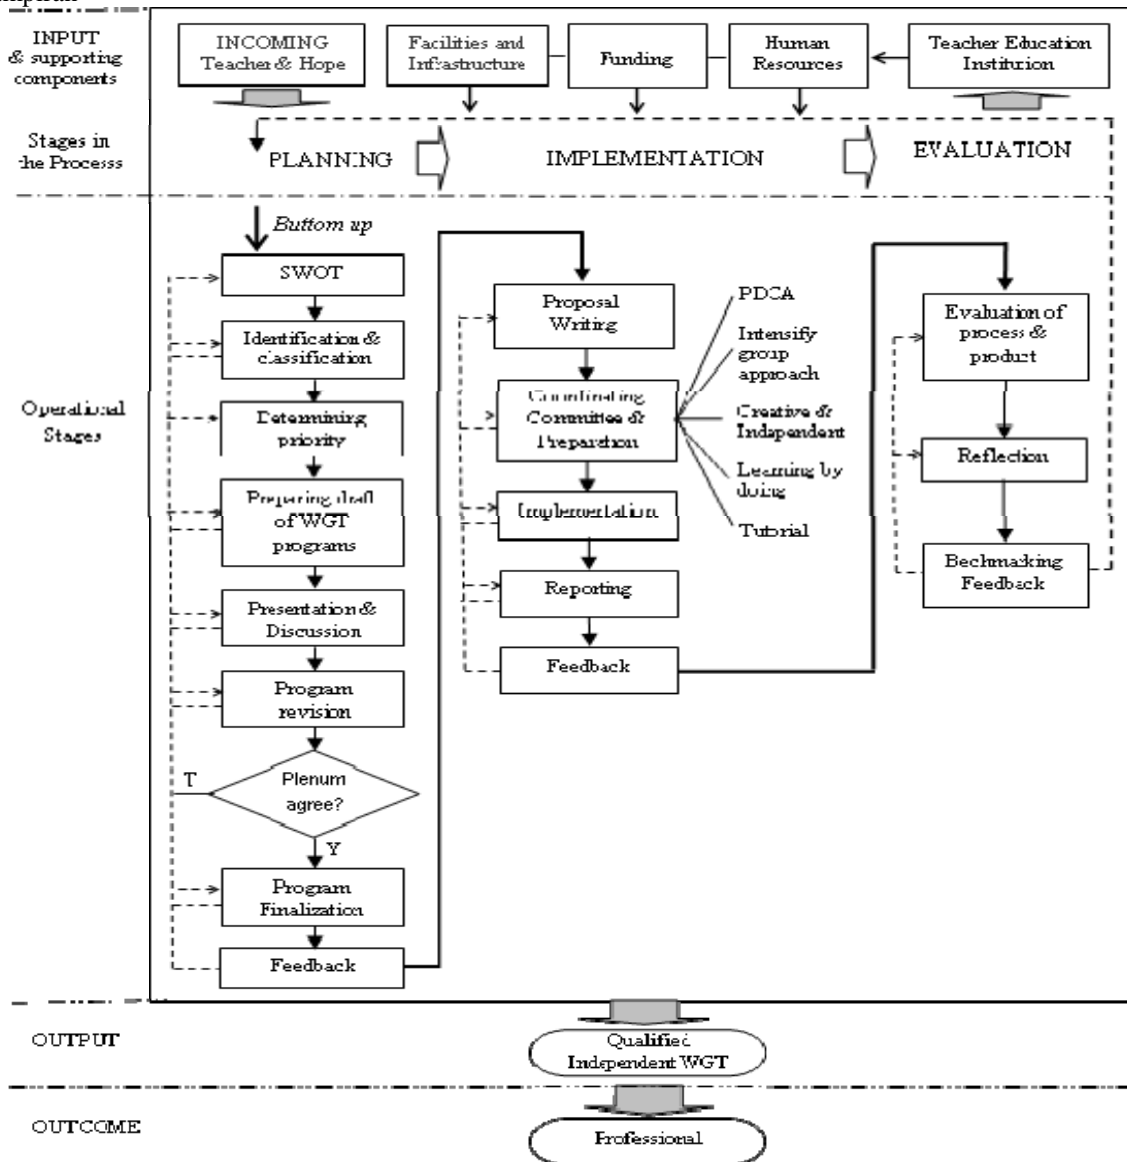 INPUT
& supporting
components
INCOMING
Teacher & Hope
Facilities and
Infrastructure
Funding
Human
Resources
Teacher Education
Institution
Stages in
the Processs
PLANNING
IMPLEMENTATION
EVALUATION
Operational
Stages
Buttom up
SWOT
Identification &
classification
Determining
priority
Preparing draft
of WGT
programs
Presentation &
Discussion
Program
revision
Plenum
agree?
T
Y
Program
Finalization
Feedback
Proposal
Writing
Coordinating
Committee &
Preparation
Implementation
Reporting
Feedback
PDCA
Intensify
group
approach
Creative &
Independent
Learning by
doing
Tutorial
Evaluation of
process &
product
Reflection
Bechmarking
Feedback
OUTPUT
Qualified
Independent WGT
OUTCOME
Professional